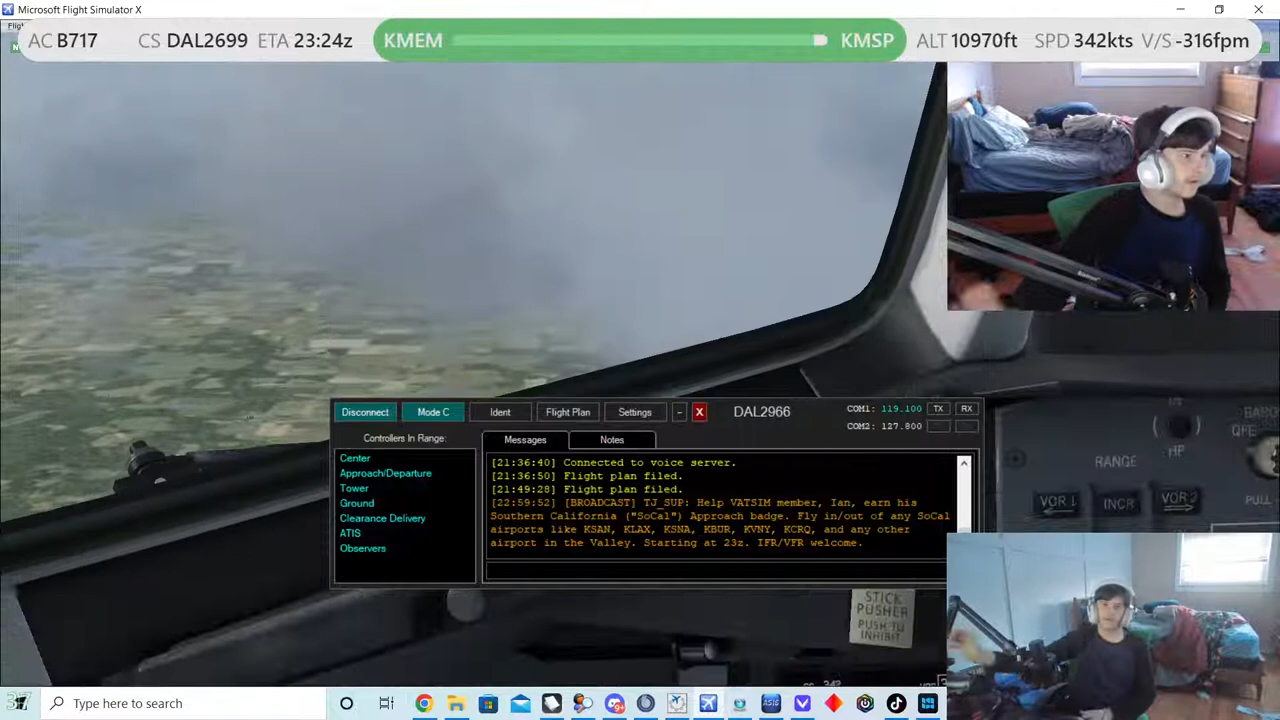 Microsoft Flight Simulator X
AC B717 CS DAL2699 ETA 23:24z KMEM KMSP ALT 10970ft SPD 342kts V/S -316fpm
Disconnect Mode C Ident Flight Plan Settings – X DAL2966 COM1: 119.100 TX RX
COM2: 127.800
Controllers In Range: Messages Notes
Center
Approach/Departure
Tower
Ground
Clearance Delivery
ATIS
Observers
[21:36:40] Connected to voice server.
[21:36:50] Flight plan filed.
[21:49:28] Flight plan filed.
[22:59:52] [BROADCAST] TJ_SUP: Help VATSIM member, Ian, earn his
Southern California ("SoCal") Approach badge. Fly in/out of any SoCal
airports like KSAN, KLAX, KSNA, KBUR, KVNY, KCRQ, and any other
airport in the Valley. Starting at 23z. IFR/VFR welcome.
QFE
HP
RANGE
VOR 1 INCR VOR 2
STICK
PUSHER
PUSH TO
INHIBIT
37
Type here to search